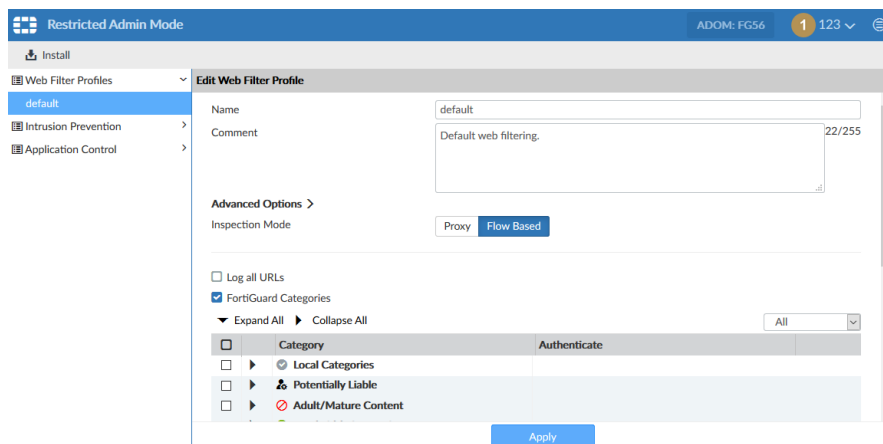 Restricted Admin Mode
ADOM: FG56
1 123
Install
Web Filter Profiles
default
Intrusion Prevention
Application Control
Edit Web Filter Profile
Name default
Comment Default web filtering. 22/255
Advanced Options >
Inspection Mode Proxy Flow Based
Log all URLs
FortiGuard Categories
Expand All Collapse All All
Category Authenticate
Local Categories
Potentially Liable
Adult/Mature Content
Apply